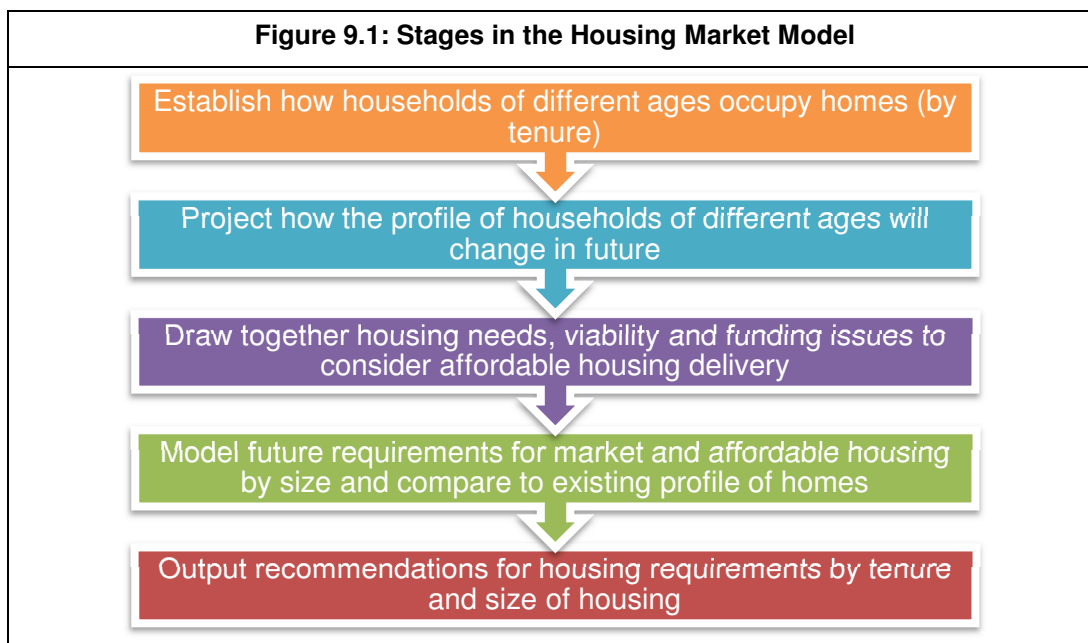 Figure 9.1: Stages in the Housing Market Model
Establish how households of different ages occupy homes (by
tenure)
Project how the profile of households of different ages will
change in future
Draw together housing needs, viability and funding issues to
consider affordable housing delivery
Model future requirements for market and affordable housing
by size and compare to existing profile of homes
Output recommendations for housing requirements by tenure
and size of housing